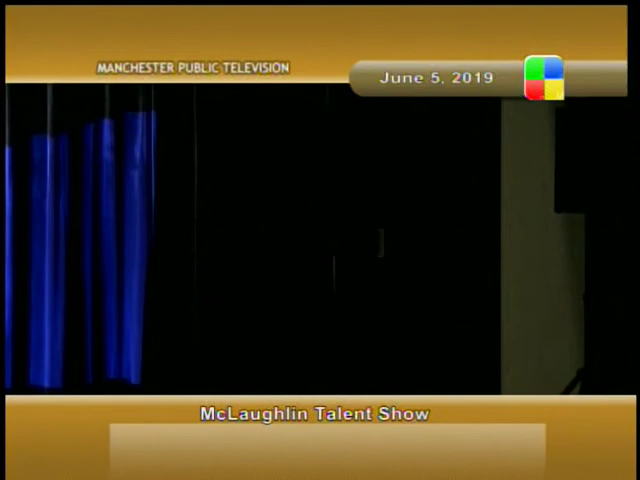 MANCHESTER PUBLIC TELEVISION
June 5, 2019
McLaughlin Talent Show